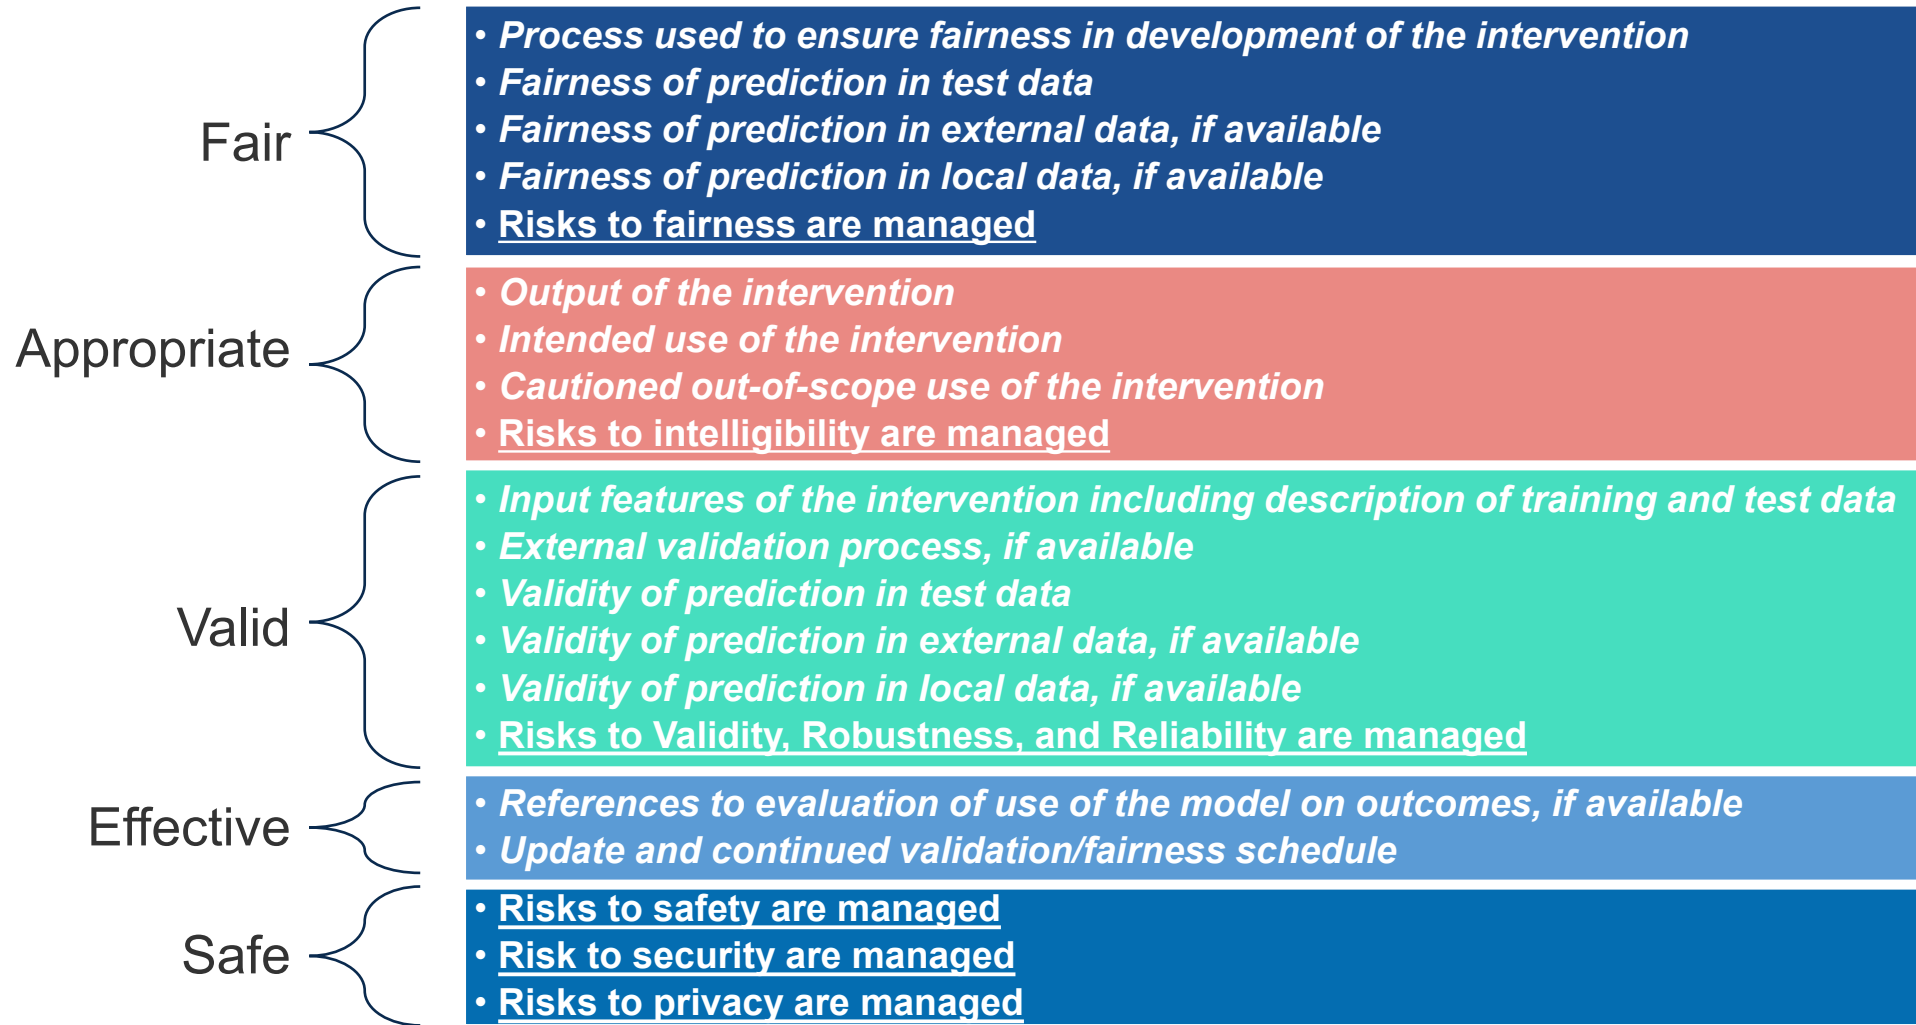 Fair
• Process used to ensure fairness in development of the intervention
• Fairness of prediction in test data
• Fairness of prediction in external data, if available
• Fairness of prediction in local data, if available
• Risks to fairness are managed
Appropriate
• Output of the intervention
• Intended use of the intervention
• Cautioned out-of-scope use of the intervention
• Risks to intelligibility are managed
Valid
• Input features of the intervention including description of training and test data
• External validation process, if available
• Validity of prediction in test data
• Validity of prediction in external data, if available
• Validity of prediction in local data, if available
• Risks to Validity, Robustness, and Reliability are managed
Effective
• References to evaluation of use of the model on outcomes, if available
• Update and continued validation/fairness schedule
Safe
• Risks to safety are managed
• Risk to security are managed
• Risks to privacy are managed